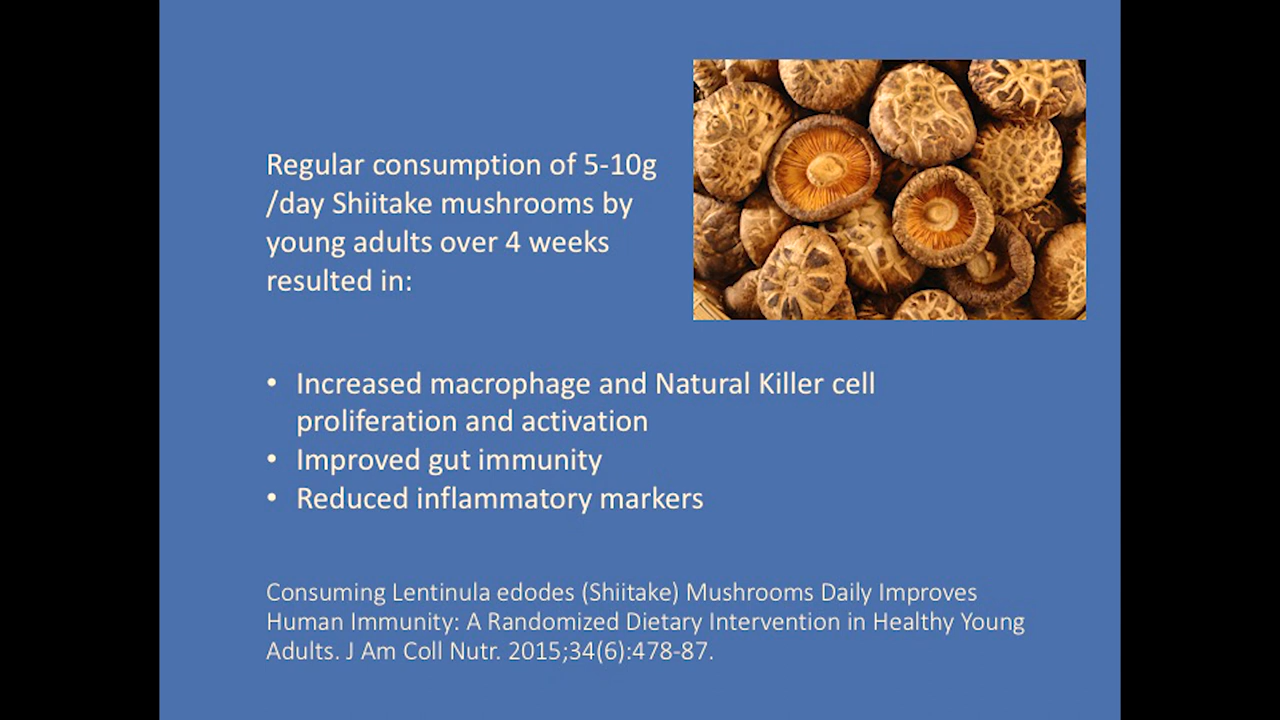 Regular consumption of 5-10g
/day Shiitake mushrooms by
young adults over 4 weeks
resulted in:
• Increased macrophage and Natural Killer cell
proliferation and activation
• Improved gut immunity
• Reduced inflammatory markers
Consuming Lentinula edodes (Shiitake) Mushrooms Daily Improves
Human Immunity: A Randomized Dietary Intervention in Healthy Young
Adults. J Am Coll Nutr. 2015;34(6):478-87.